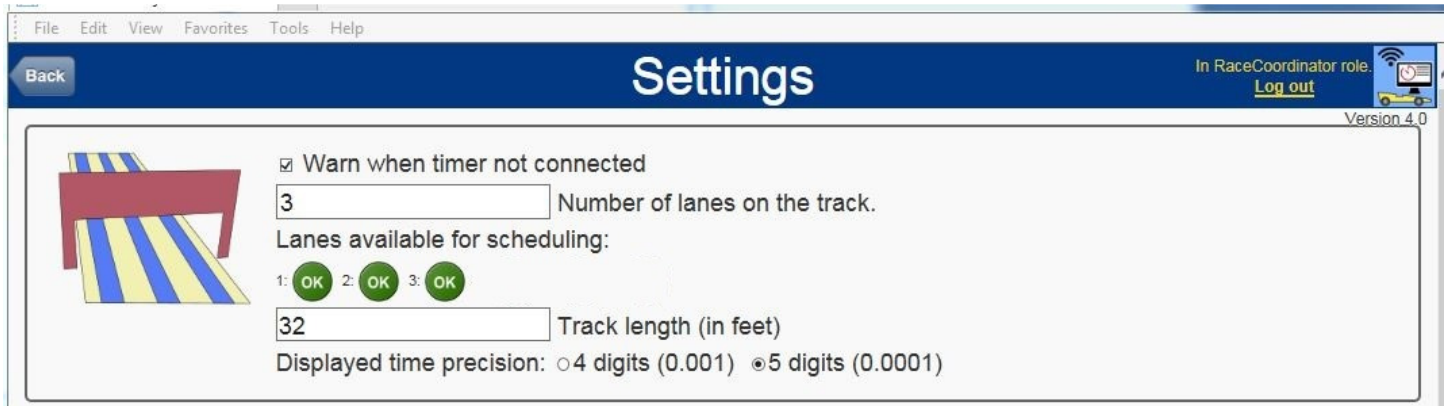 File Edit View Favorites Tools Help
Back
Settings
In RaceCoordinator role.
Log out
Version 4.0
Warn when timer not connected
3 Number of lanes on the track.
Lanes available for scheduling:
1: OK 2: OK 3: OK
32 Track length (in feet)
Displayed time precision: 4 digits (0.001) 5 digits (0.0001)